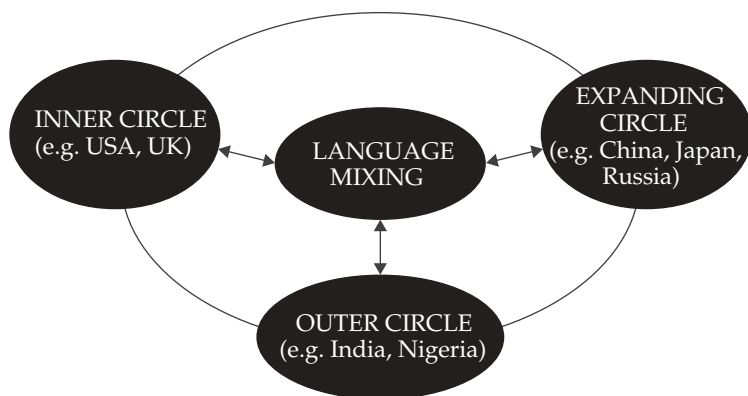 INNER CIRCLE
(e.g. USA, UK)
LANGUAGE
MIXING
EXPANDING
CIRCLE
(e.g. China, Japan,
Russia)
OUTER CIRCLE
(e.g. India, Nigeria)